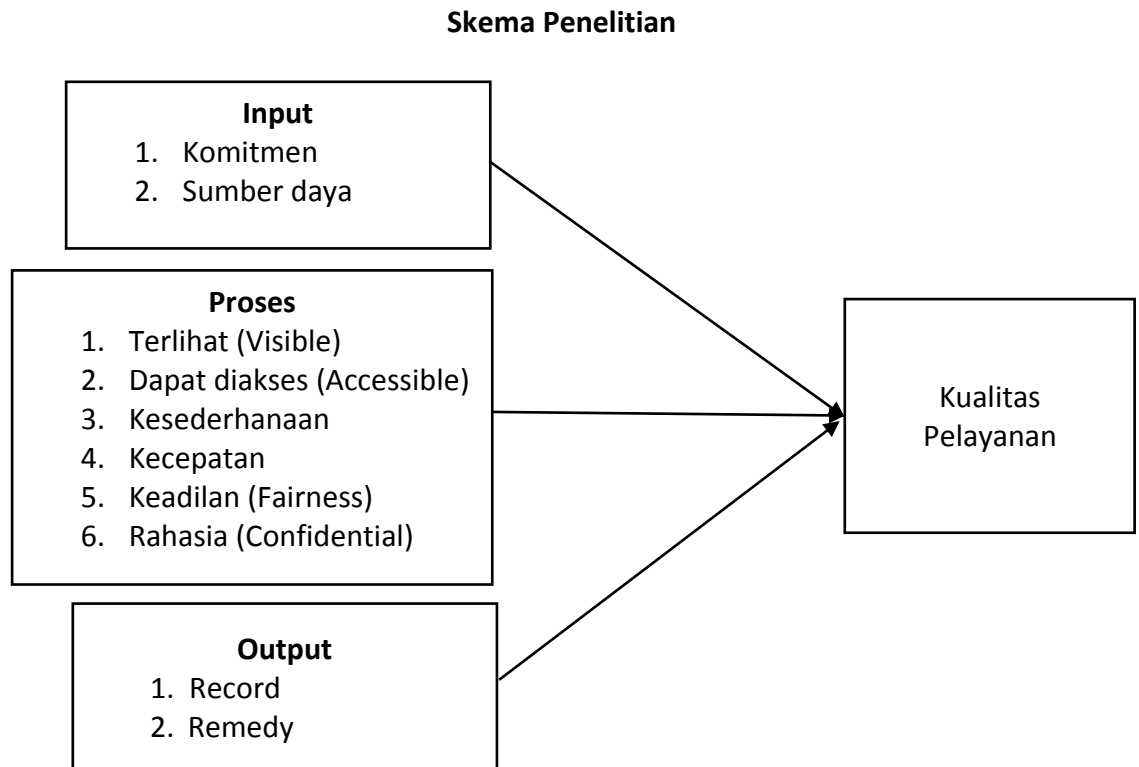 Skema Penelitian
Input
1. Komitmen
2. Sumber daya
Proses
1. Terlihat (Visible)
2. Dapat diakses (Accessible)
3. Kesederhanaan
4. Kecepatan
5. Keadilan (Fairness)
6. Rahasia (Confidential)
Output
1. Record
2. Remedy
Kualitas
Pelayanan